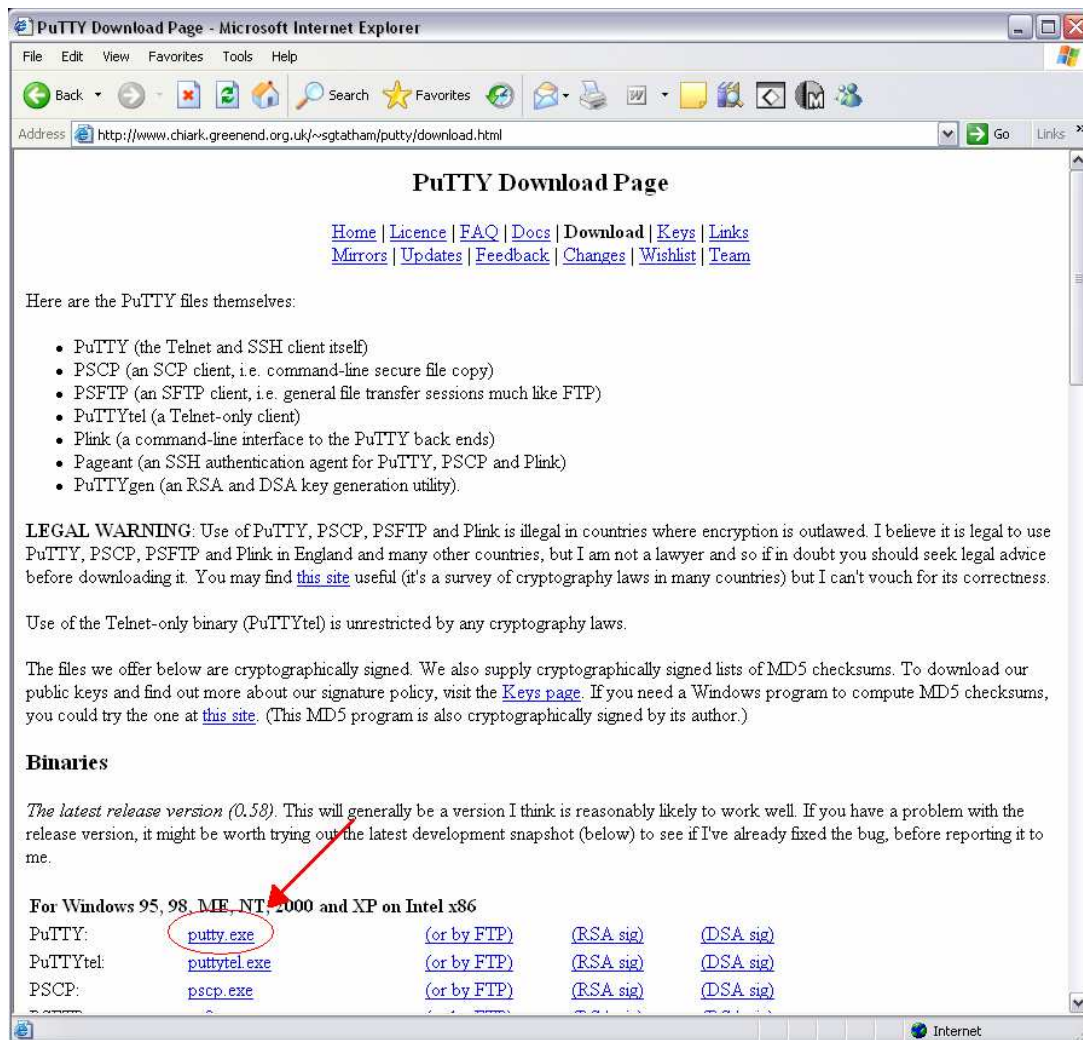 PuTTY Download Page - Microsoft Internet Explorer
File Edit View Favorites Tools Help
Back Search Favorites
Address http://www.chiark.greenend.org.uk/~sgtatham/putty/download.html Go Links »
PuTTY Download Page
Home | Licence | FAQ | Docs | Download | Keys | Links
Mirrors | Updates | Feedback | Changes | Wishlist | Team
Here are the PuTTY files themselves:
• PuTTY (the Telnet and SSH client itself)
• PSCP (an SCP client, i.e. command-line secure file copy)
• PSFTP (an SFTP client, i.e. general file transfer sessions much like FTP)
• PuTTYtel (a Telnet-only client)
• Plink (a command-line interface to the PuTTY back ends)
• Pageant (an SSH authentication agent for PuTTY, PSCP and Plink)
• PuTTYgen (an RSA and DSA key generation utility).
LEGAL WARNING: Use of PuTTY, PSCP, PSFTP and Plink is illegal in countries where encryption is outlawed. I believe it is legal to use
PuTTY, PSCP, PSFTP and Plink in England and many other countries, but I am not a lawyer and so if in doubt you should seek legal advice
before downloading it. You may find this site useful (it's a survey of cryptography laws in many countries) but I can't vouch for its correctness.
Use of the Telnet-only binary (PuTTYtel) is unrestricted by any cryptography laws.
The files we offer below are cryptographically signed. We also supply cryptographically signed lists of MD5 checksums. To download our
public keys and find out more about our signature policy, visit the Keys page. If you need a Windows program to compute MD5 checksums,
you could try the one at this site. (This MD5 program is also cryptographically signed by its author.)
Binaries
The latest release version (0.58). This will generally be a version I think is reasonably likely to work well. If you have a problem with the
release version, it might be worth trying out the latest development snapshot (below) to see if I've already fixed the bug, before reporting it to
me.
For Windows 95, 98, ME, NT, 2000 and XP on Intel x86
PuTTY: putty.exe (or by FTP) (RSA sig) (DSA sig)
PuTTYtel: puttytel.exe (or by FTP) (RSA sig) (DSA sig)
PSCP: pscp.exe (or by FTP) (RSA sig) (DSA sig)
Internet